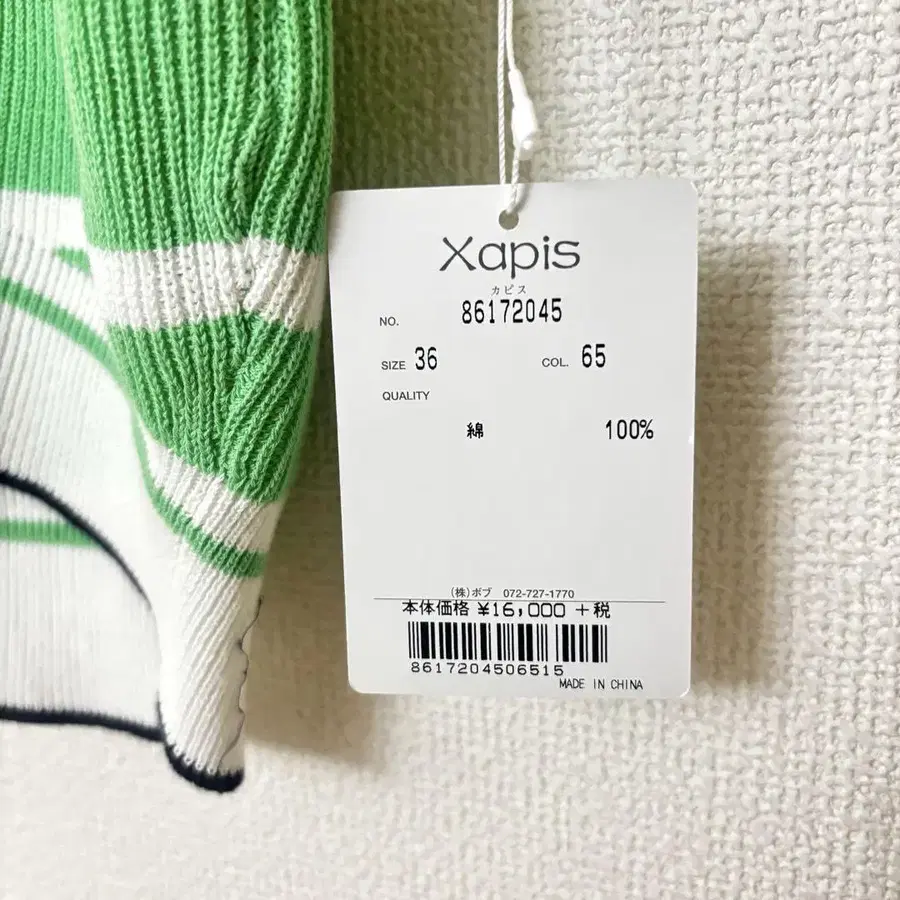 Xapis
カピス
NO. 86172045
SIZE 36 COL. 65
QUALITY
綿 100%
(株)ボブ 072-727-1770
本体価格 ¥16,000 +税
8617204506515
MADE IN CHINA